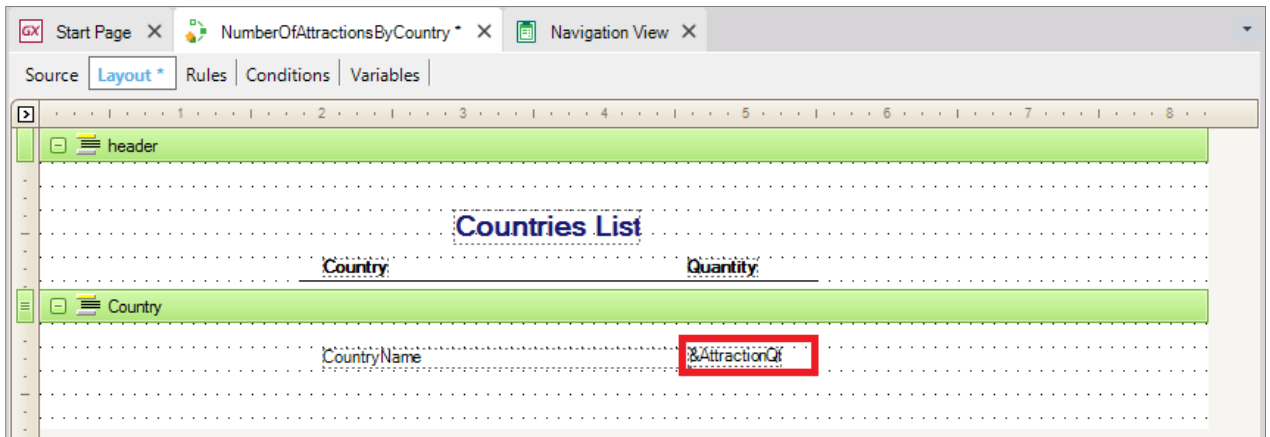 GX Start Page NumberOfAttractionsByCountry * Navigation View
Source Layout * Rules Conditions Variables
1 2 3 4 5 6 7 8
header
Countries List
Country Quantity
Country
CountryName &AttractionQt